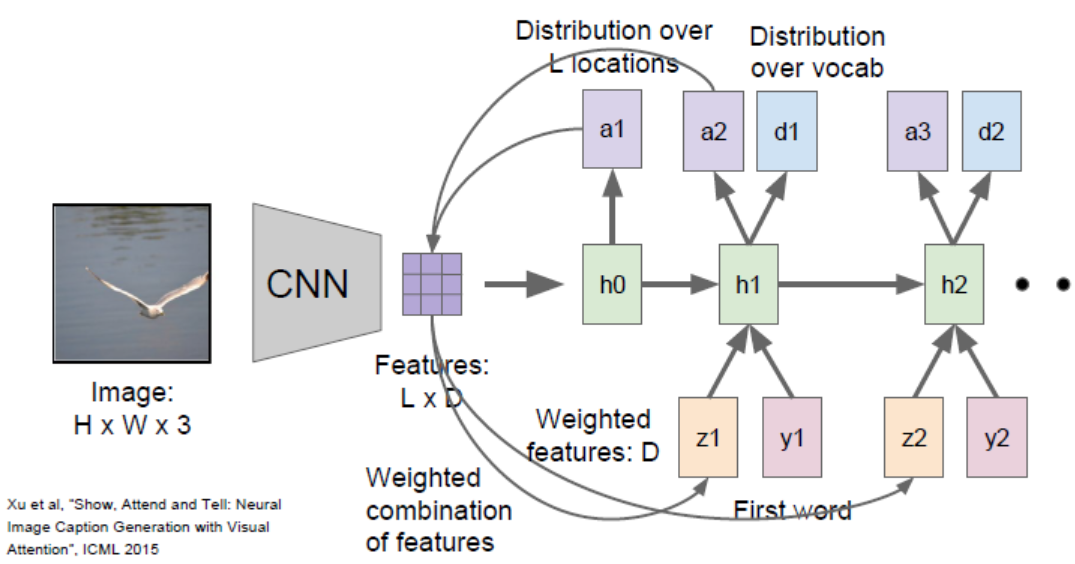 Distribution over
L locations
Distribution
over vocab
a1
a2
d1
a3
d2
CNN
h0
h1
h2
Image:
H x W x 3
Features:
L x D
Weighted
features: D
z1
y1
z2
y2
Weighted
combination
of features
First word
Xu et al, "Show, Attend and Tell: Neural
Image Caption Generation with Visual
Attention", ICML 2015